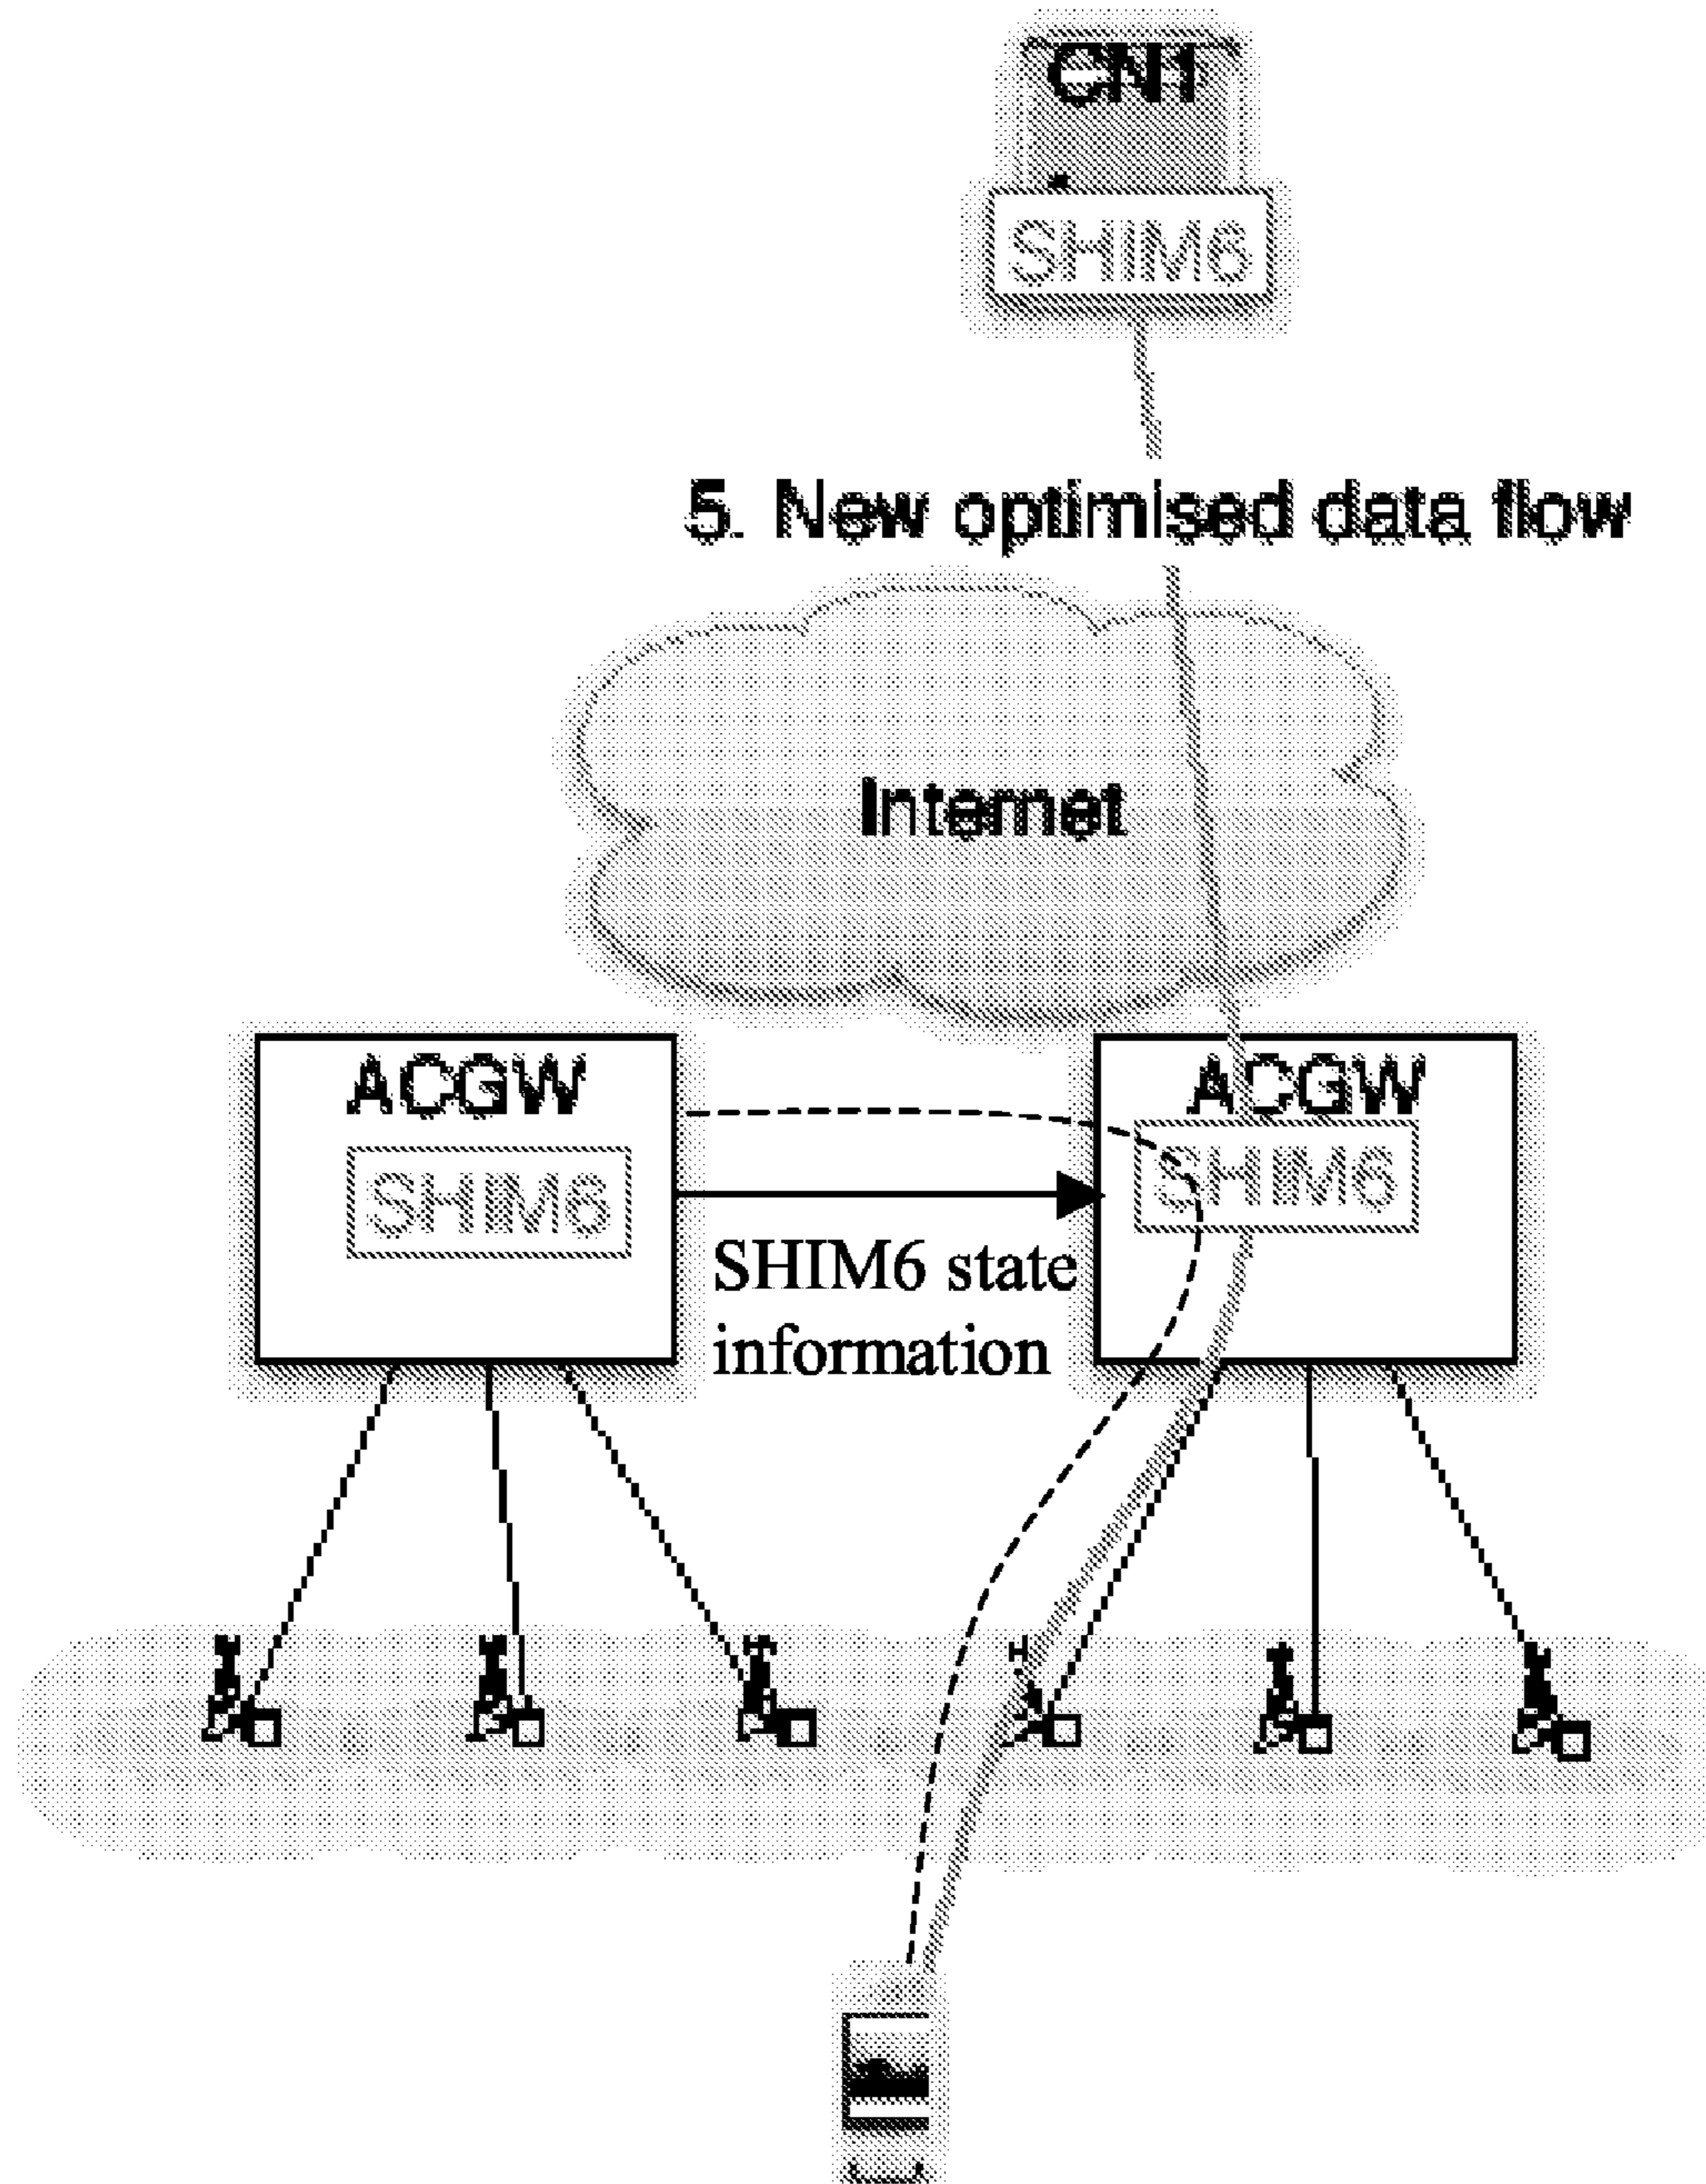 CN1
SHIM6
5. New optimised data flow
Internet
ACGW
ACGW
SHIM6
SHIM6
SHIM6 state
information